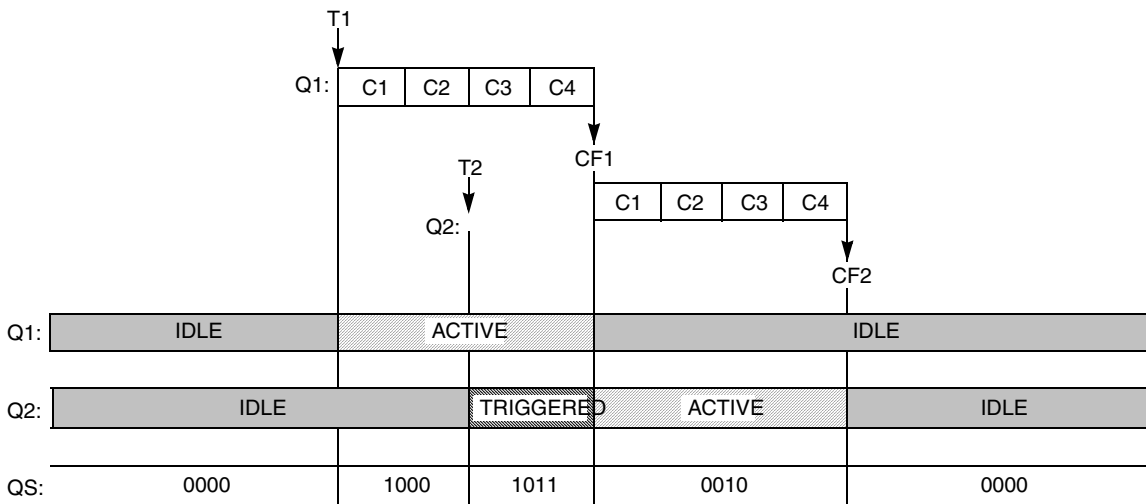 T1
Q1: C1 C2 C3 C4
CF1
T2
C1 C2 C3 C4
Q2:
CF2
Q1: IDLE ACTIVE IDLE
Q2: IDLE TRIGGERED ACTIVE IDLE
QS: 0000 1000 1011 0010 0000